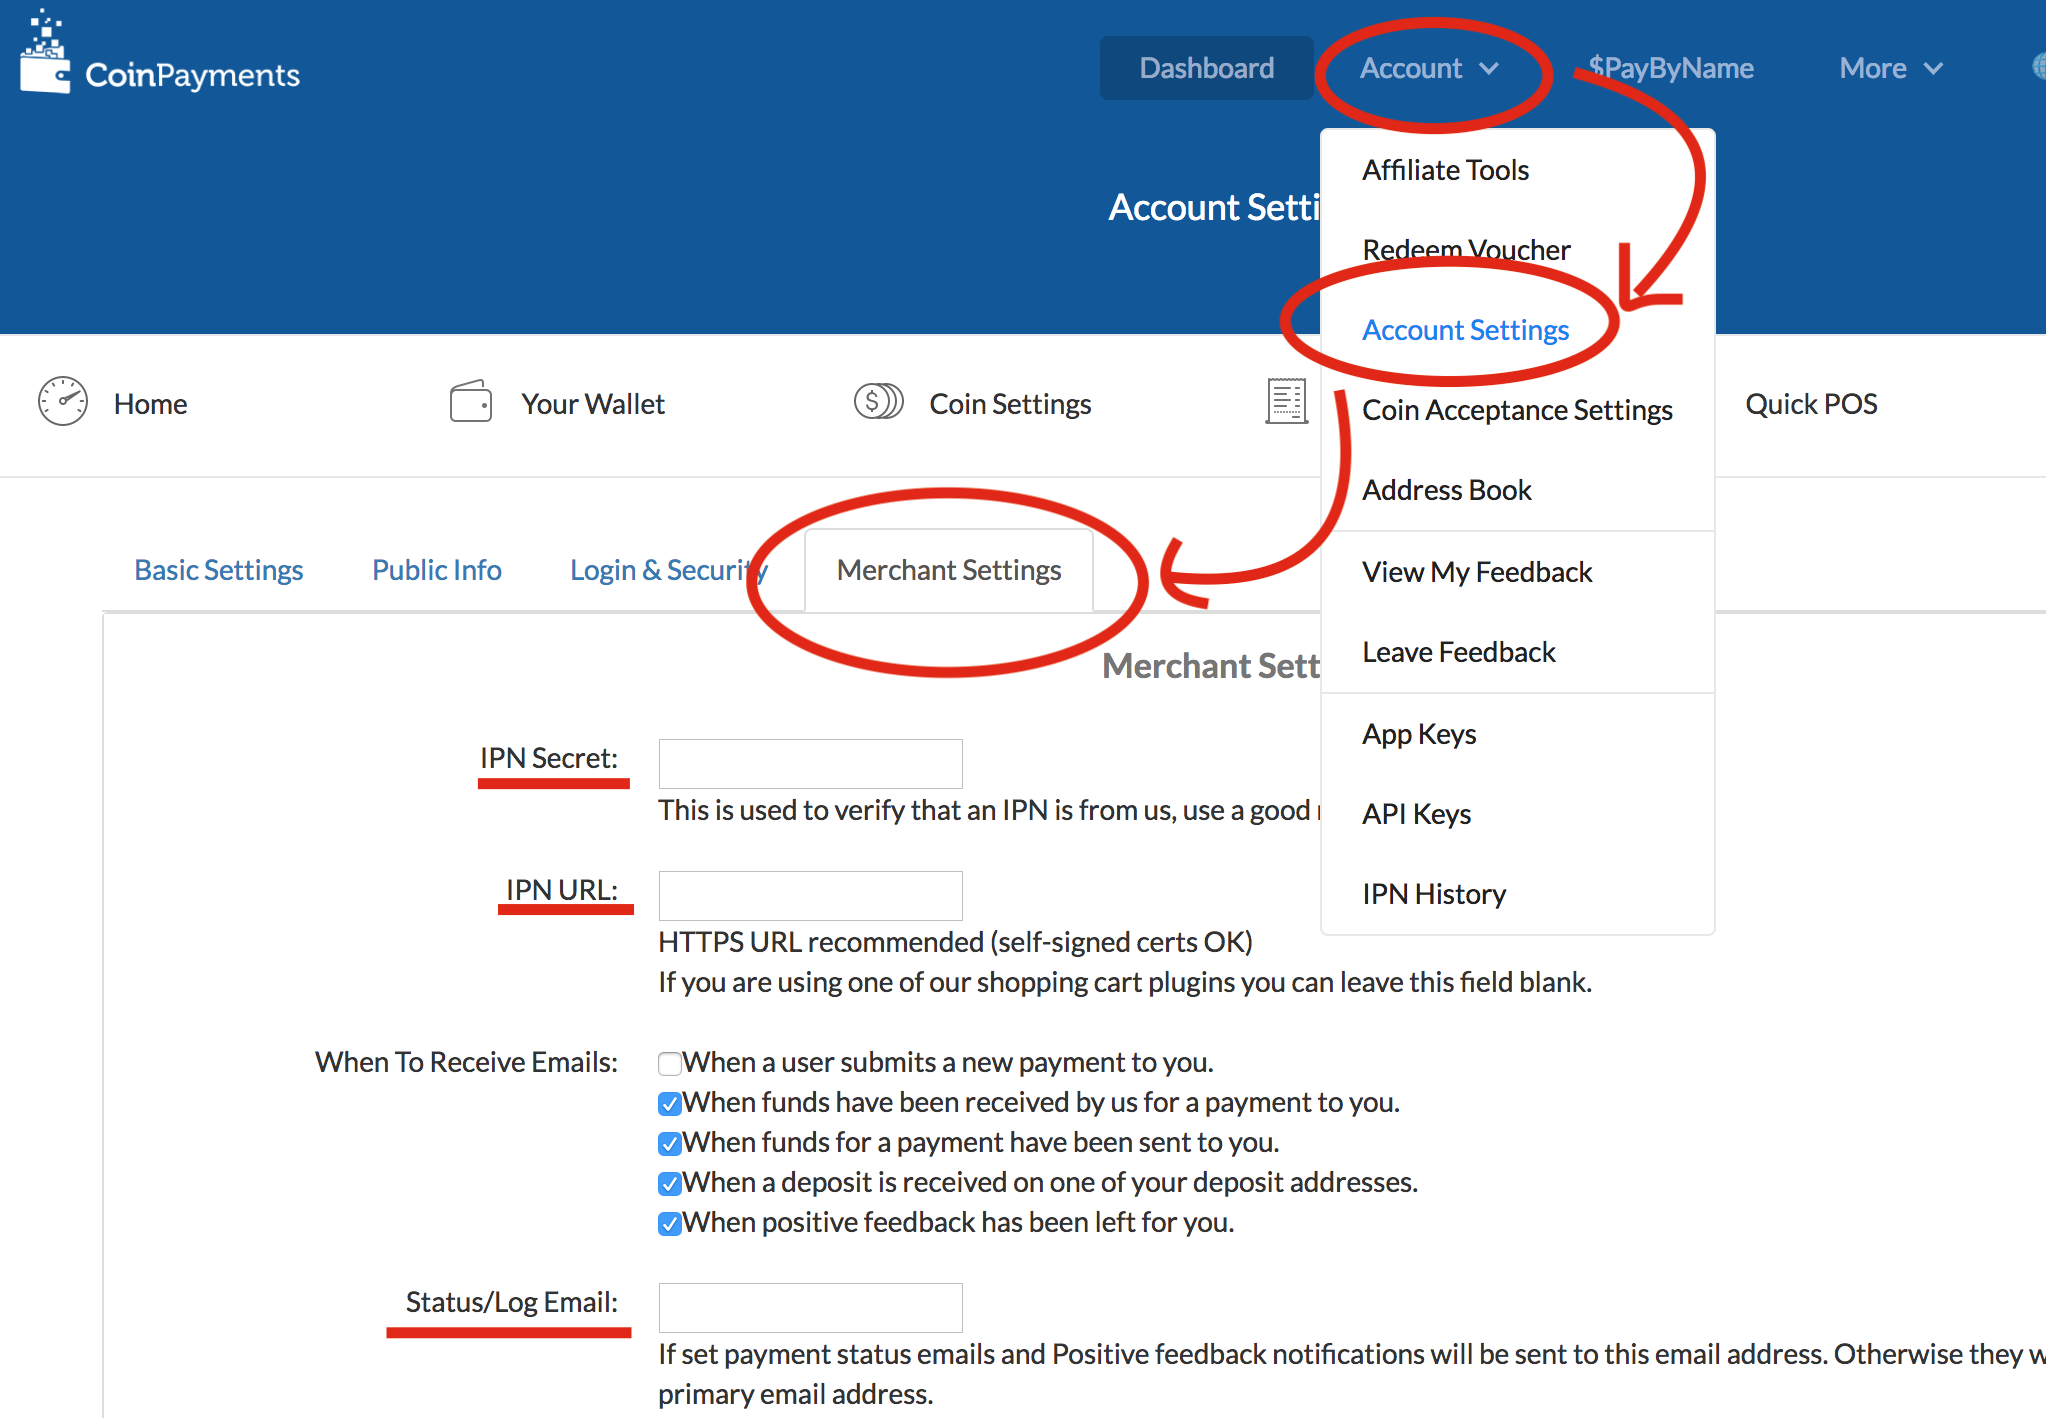 CoinPayments
Dashboard
Account
$PayByName
More
Account Setti
Affiliate Tools
Redeem Voucher
Account Settings
Coin Acceptance Settings
Address Book
View My Feedback
Leave Feedback
App Keys
API Keys
IPN History
Home
Your Wallet
Coin Settings
Quick POS
Basic Settings
Public Info
Login & Security
Merchant Settings
Merchant Sett
IPN Secret:
This is used to verify that an IPN is from us, use a good
IPN URL:
HTTPS URL recommended (self-signed certs OK)
If you are using one of our shopping cart plugins you can leave this field blank.
When To Receive Emails:
When a user submits a new payment to you.
When funds have been received by us for a payment to you.
When funds for a payment have been sent to you.
When a deposit is received on one of your deposit addresses.
When positive feedback has been left for you.
Status/Log Email:
If set payment status emails and Positive feedback notifications will be sent to this email address. Otherwise they
primary email address.